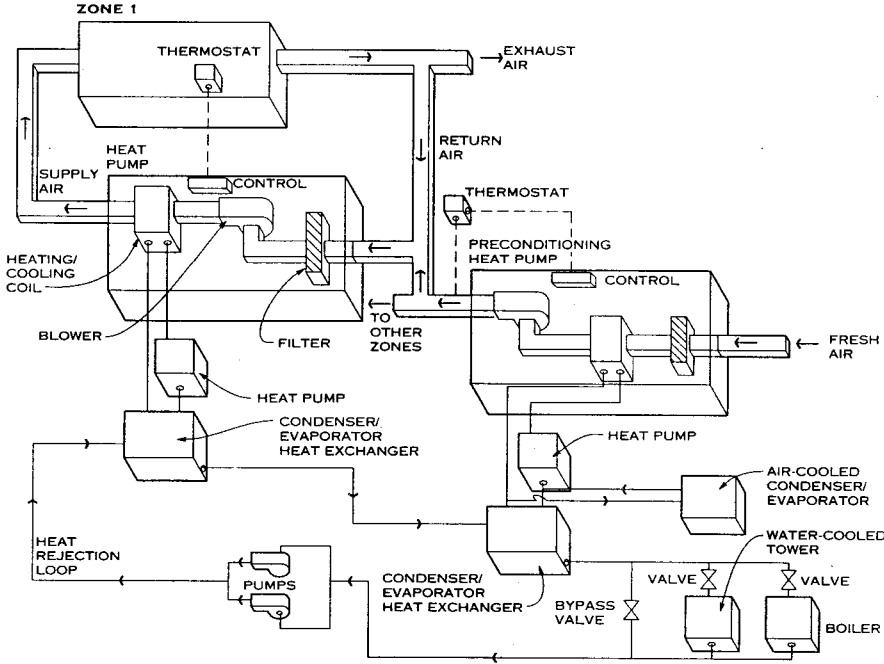 ZONE 1
THERMOSTAT
EXHAUST
AIR
HEAT
PUMP
RETURN
AIR
SUPPLY
AIR
CONTROL
THERMOSTAT
PRECONDITIONING
HEAT PUMP
HEATING/
COOLING
COIL
CONTROL
BLOWER
FILTER
TO
OTHER
ZONES
FRESH
AIR
HEAT PUMP
CONDENSER/
EVAPORATOR
HEAT EXCHANGER
HEAT PUMP
AIR-COOLED
CONDENSER/
EVAPORATOR
HEAT
REJECTION
LOOP
WATER-COOLED
TOWER
PUMPS
CONDENSER/
EVAPORATOR
HEAT EXCHANGER
BYPASS
VALVE
VALVE
VALVE
BOILER